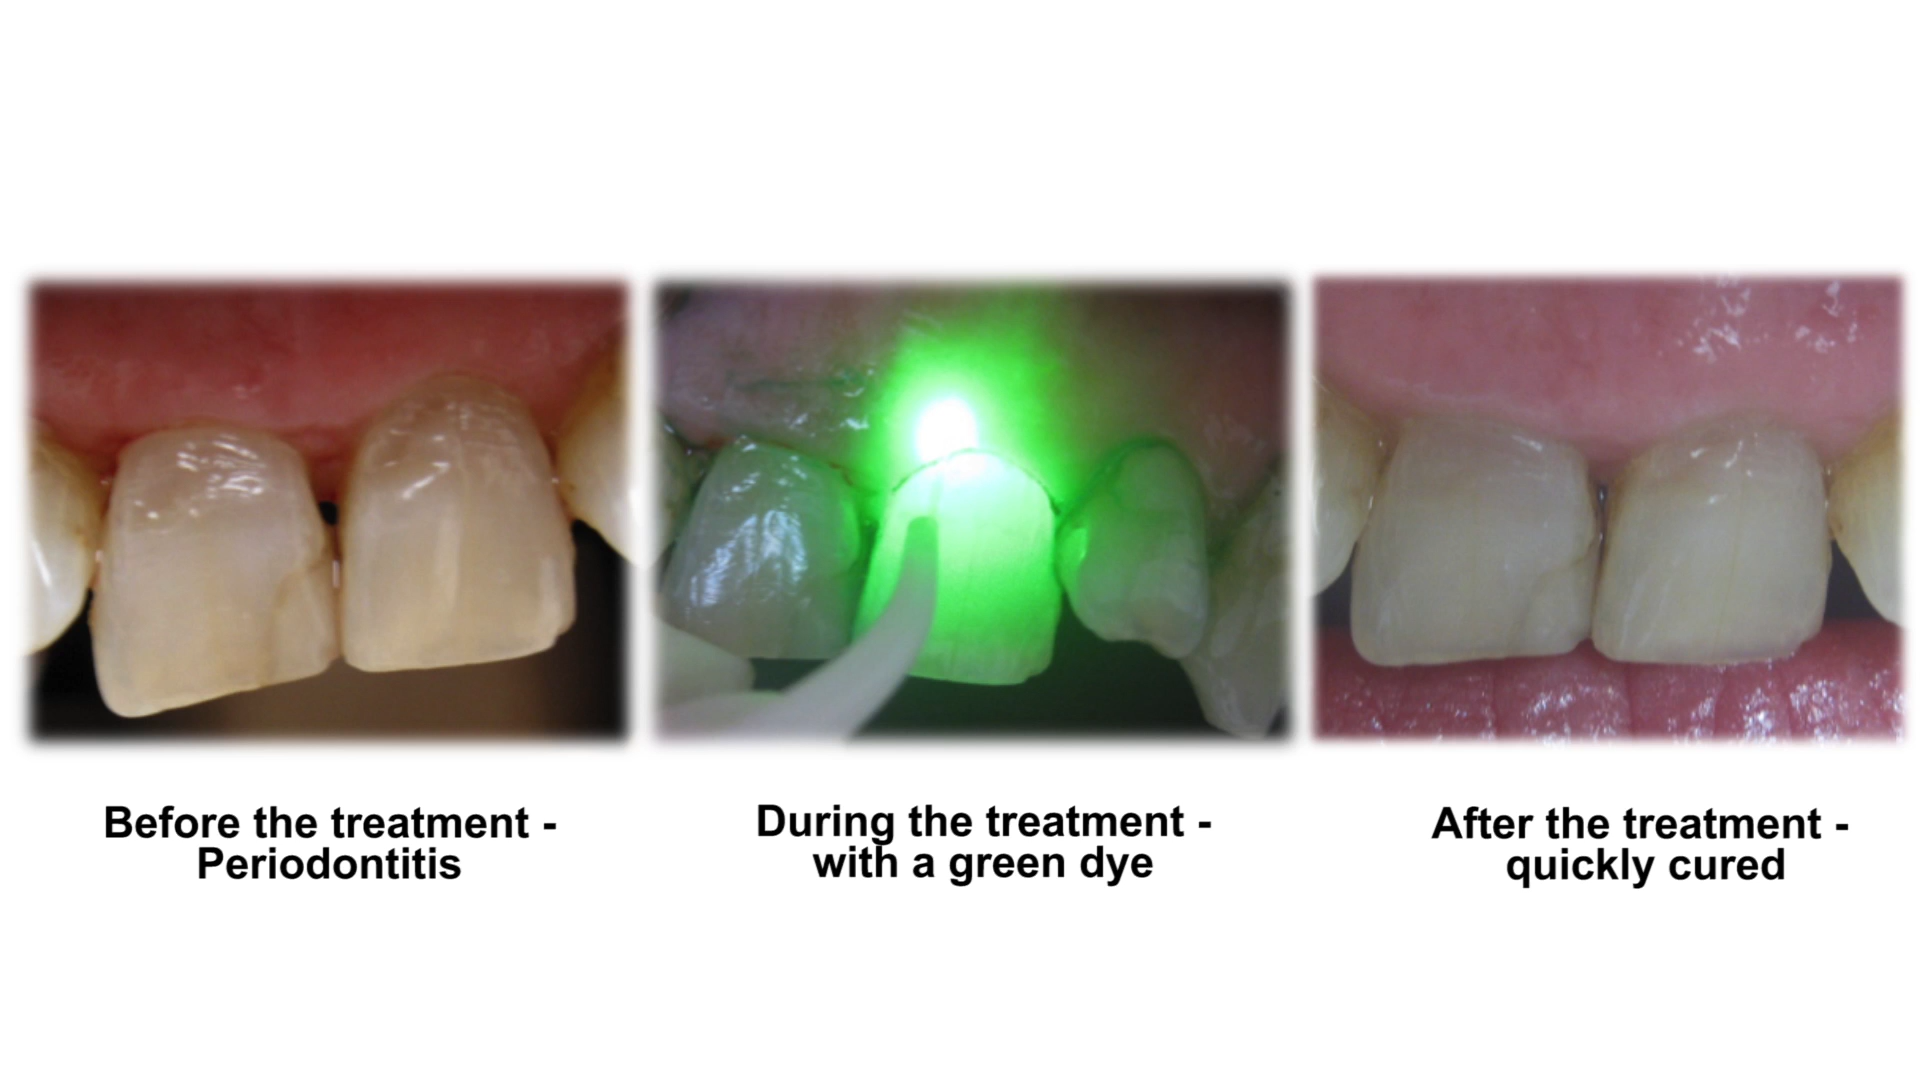 Before the treatment -
Periodontitis
During the treatment -
with a green dye
After the treatment -
quickly cured